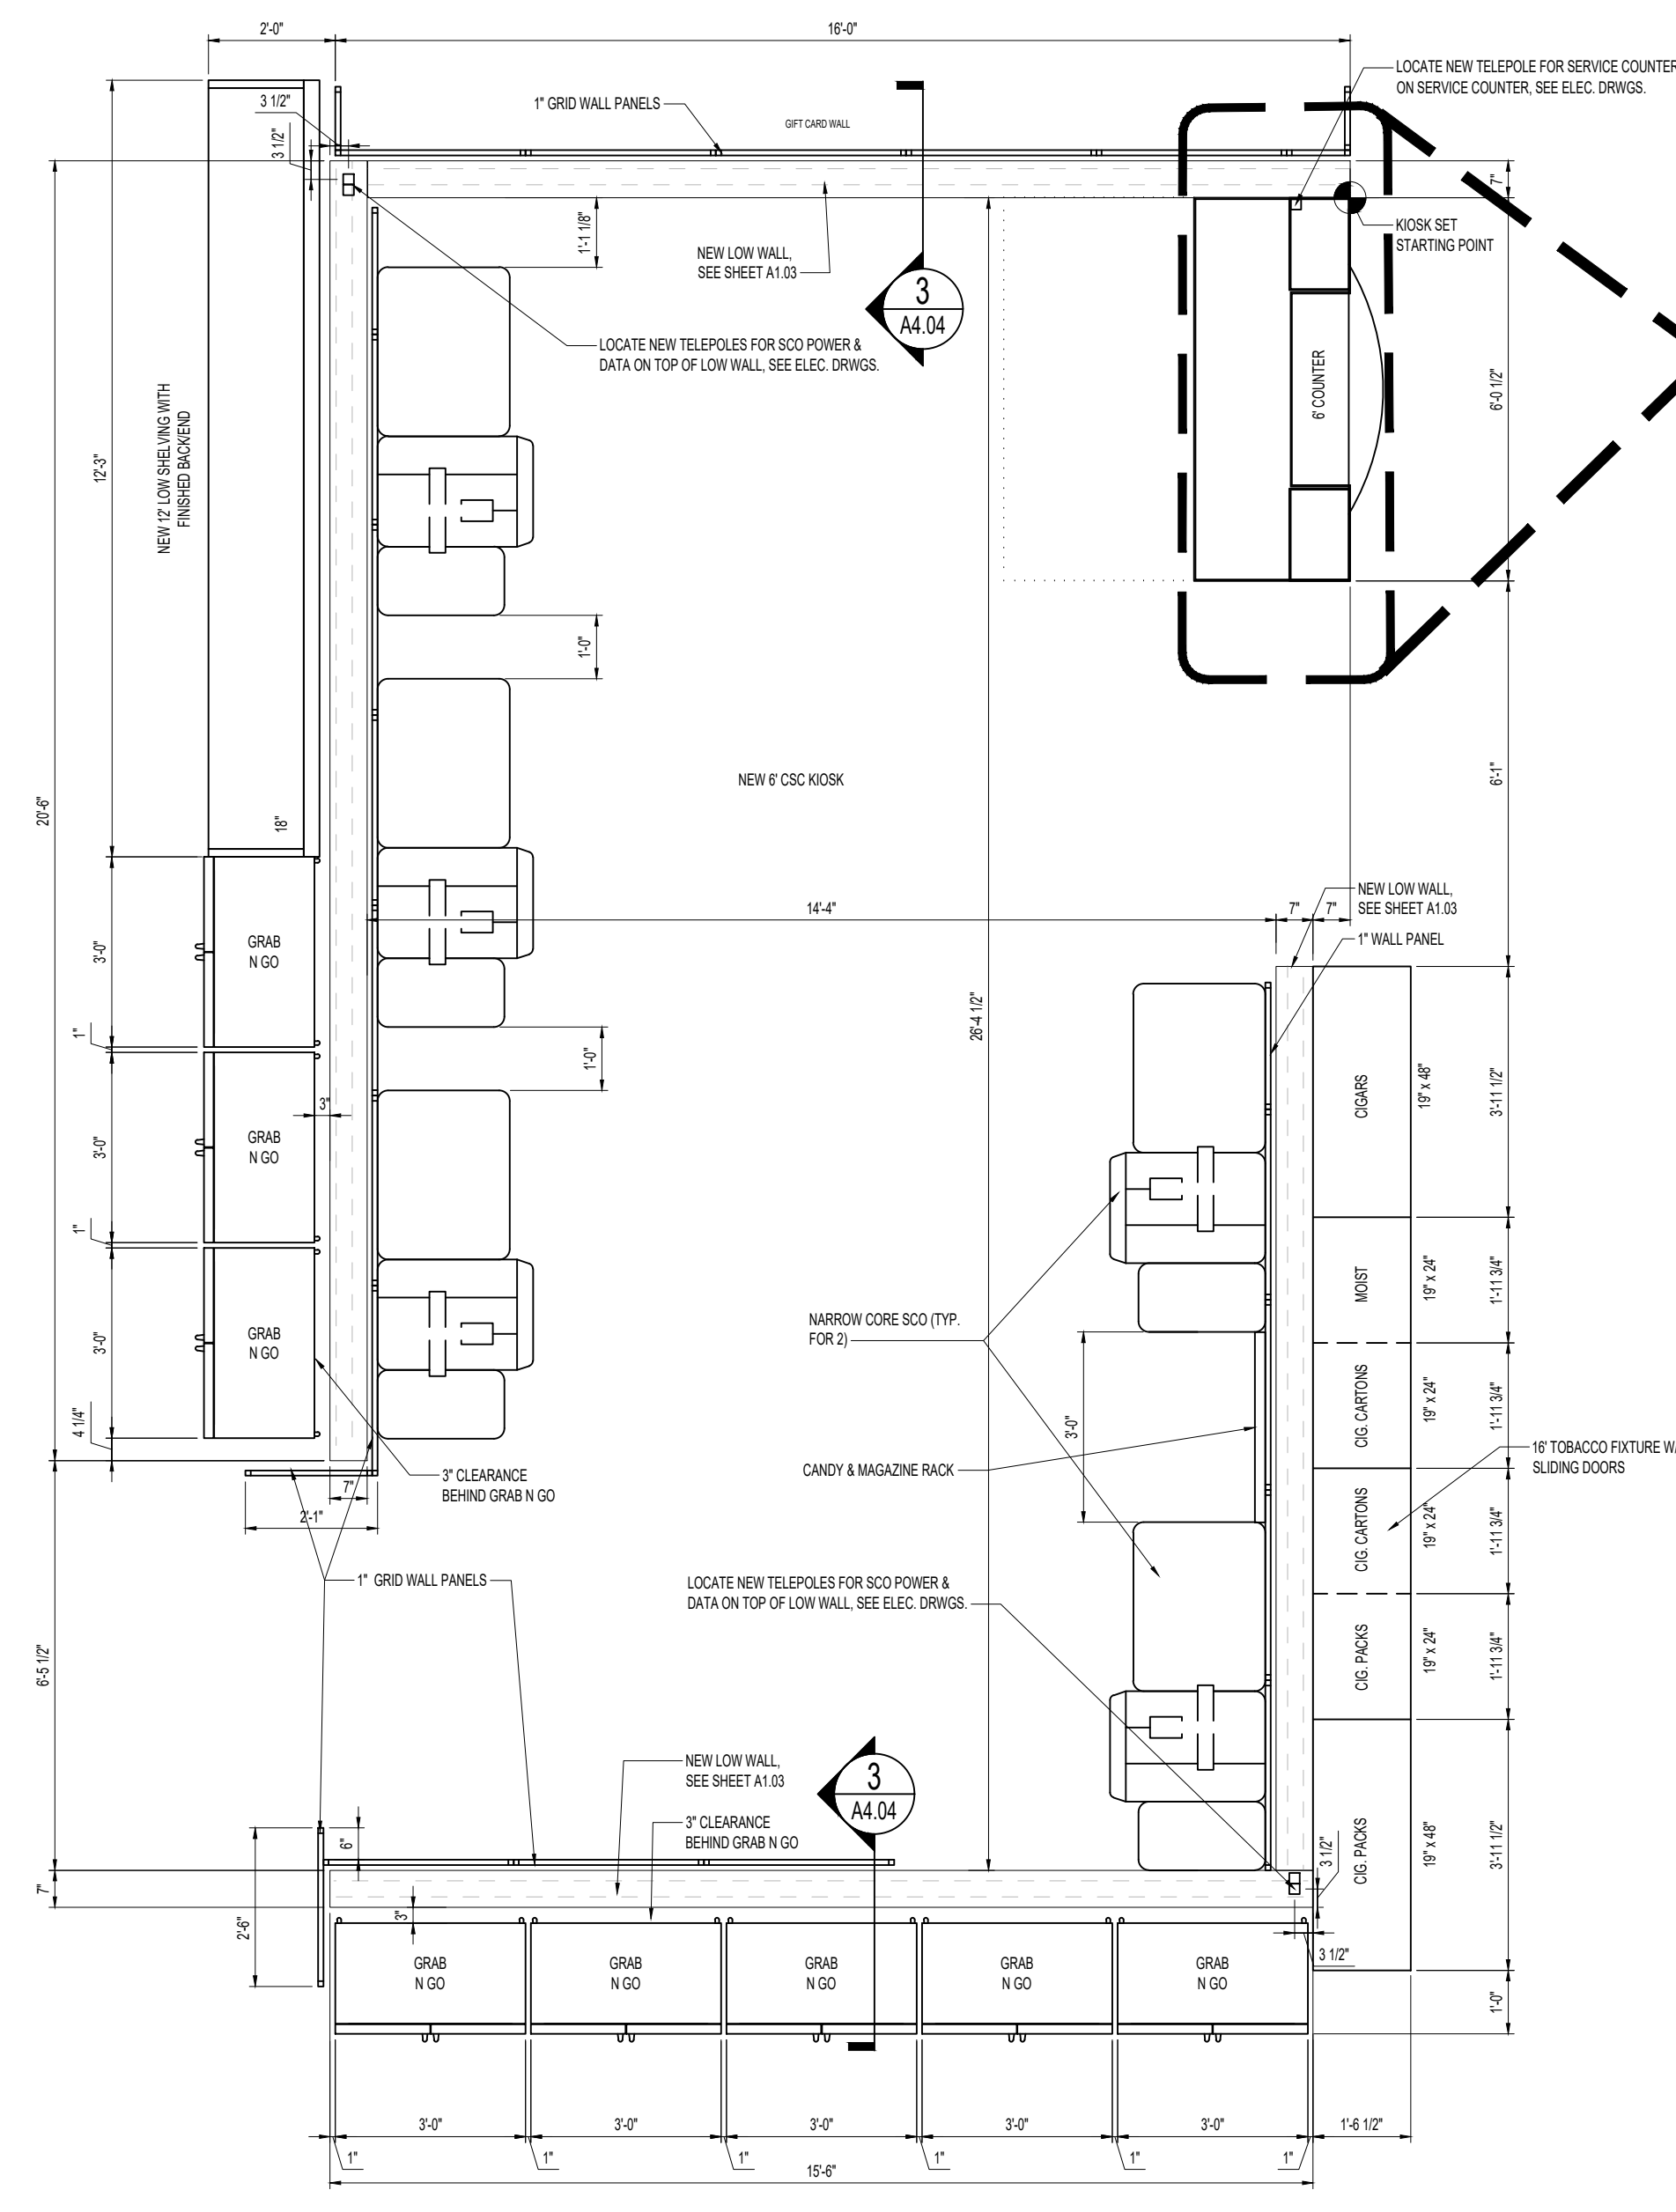 2'-0"
16'-0"
LOCATE NEW TELEPOLE FOR SERVICE COUNTER
ON SERVICE COUNTER, SEE ELEC. DRWGS.
3 1/2"
3 1/2"
1" GRID WALL PANELS
GIFT CARD WALL
7"
1'-1 1/8"
NEW LOW WALL,
SEE SHEET A1.03
KIOSK SET
STARTING POINT
3
A4.04
LOCATE NEW TELEPOLES FOR SCO POWER &
DATA ON TOP OF LOW WALL, SEE ELEC. DRWGS.
6' COUNTER
6'-0 1/2"
NEW 12' LOW SHELVING WITH
FINISHED BACK/END
12'-3"
1'-0"
NEW 6' CSC KIOSK
6'-1"
20'-6"
18"
NEW LOW WALL,
SEE SHEET A1.03
14'-4"
7"
7"
1" WALL PANEL
GRAB
N GO
3'-0"
1"
26'-4 1/2"
1'-0"
CIGARS
19" x 48"
3'-11 1/2"
3"
GRAB
N GO
3'-0"
1"
MOIST
19" x 24"
1'-11 3/4"
NARROW CORE SCO (TYP.
FOR 2)
GRAB
N GO
3'-0"
4 1/4"
CIG. CARTONS
19" x 24"
1'-11 3/4"
3'-0"
16' TOBACCO FIXTURE W/
SLIDING DOORS
CANDY & MAGAZINE RACK
3" CLEARANCE
BEHIND GRAB N GO
7"
2'-1"
CIG. CARTONS
19" x 24"
1'-11 3/4"
1" GRID WALL PANELS
LOCATE NEW TELEPOLES FOR SCO POWER &
DATA ON TOP OF LOW WALL, SEE ELEC. DRWGS.
6'-5 1/2"
CIG. PACKS
19" x 24"
1'-11 3/4"
NEW LOW WALL,
SEE SHEET A1.03
3
A4.04
3" CLEARANCE
BEHIND GRAB N GO
6"
CIG. PACKS
19" x 48"
3'-11 1/2"
3 1/2"
7"
2'-6"
3"
3 1/2"
GRAB
N GO
GRAB
N GO
GRAB
N GO
GRAB
N GO
GRAB
N GO
1'-0"
3'-0"
3'-0"
3'-0"
3'-0"
3'-0"
1'-6 1/2"
1"
1"
1"
1"
1"
1"
15'-6"